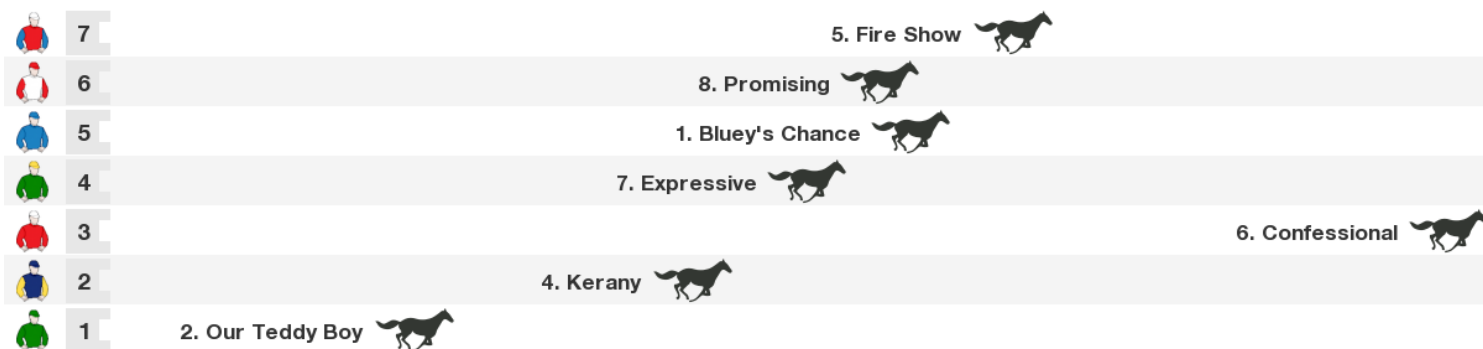 7 5. Fire Show
6 8. Promising
5 1. Bluey's Chance
4 7. Expressive
3 6. Confessional
2 4. Kerany
1 2. Our Teddy Boy